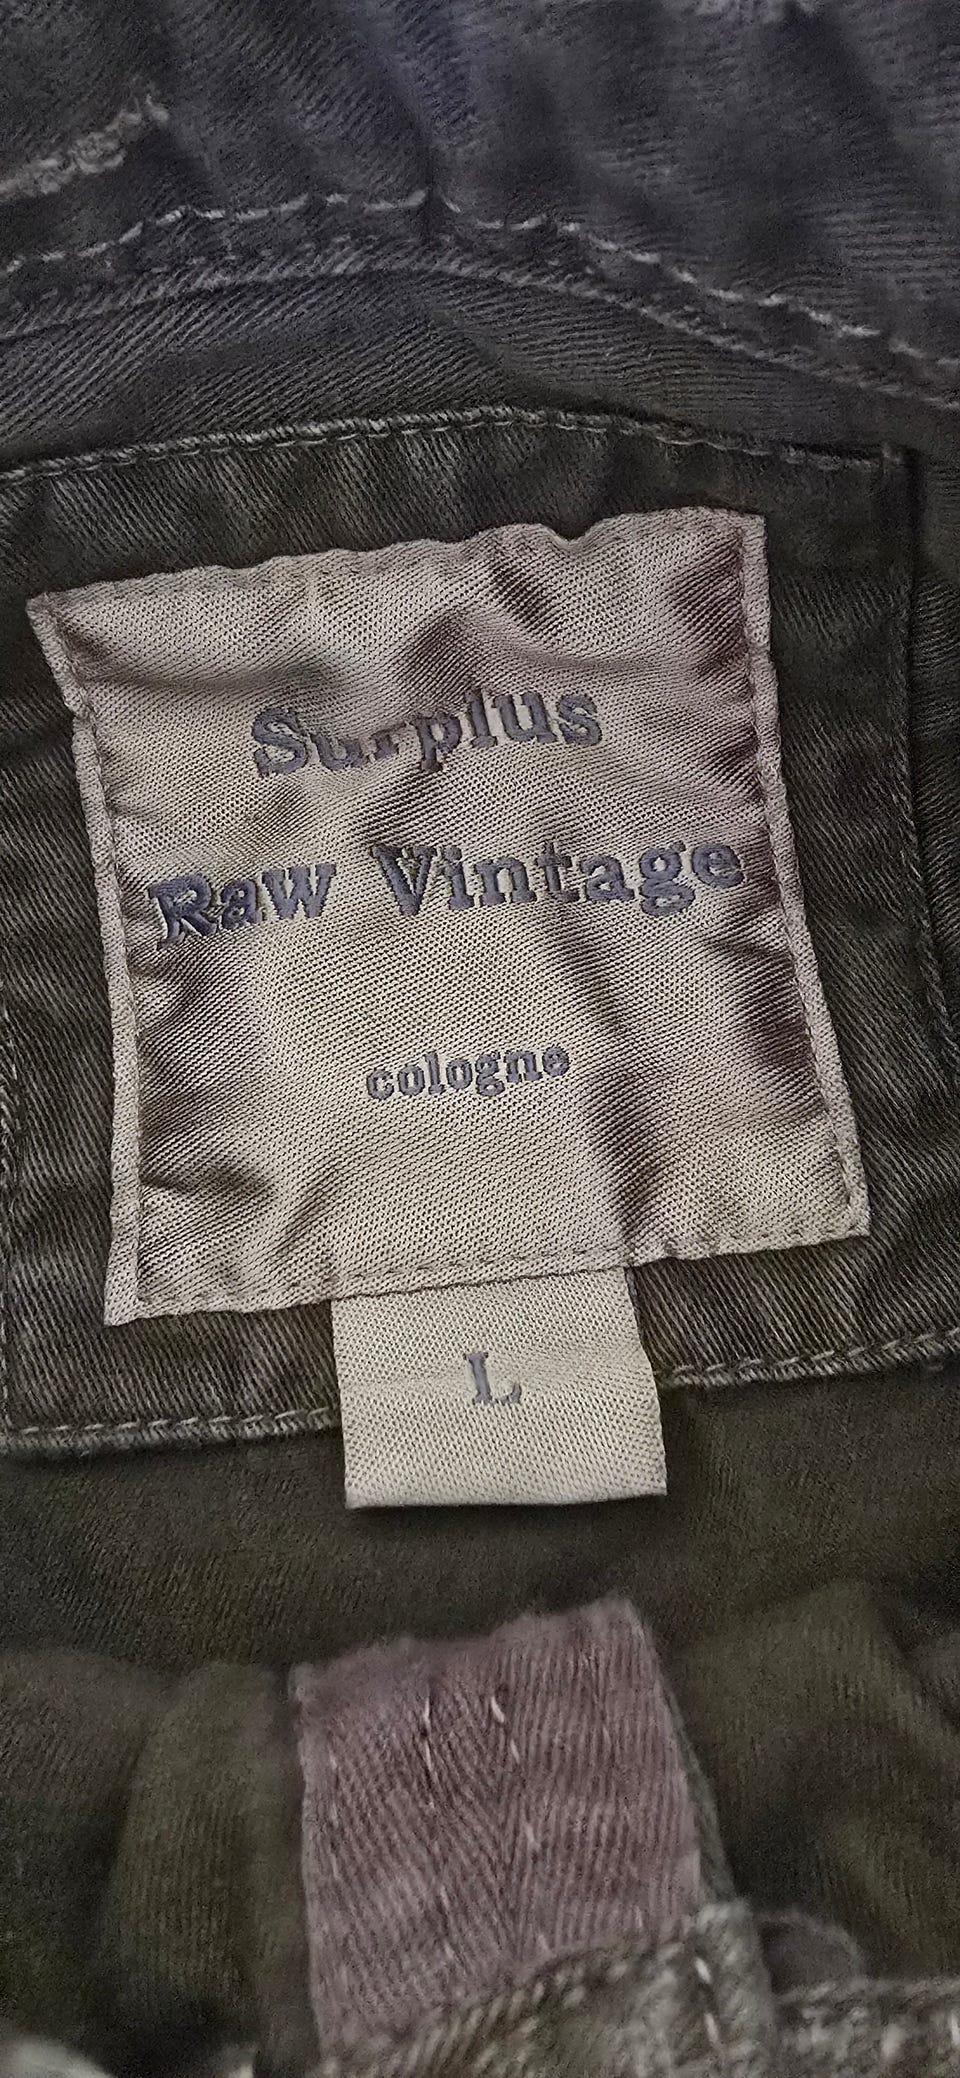 Surplus
Raw Vintage
cologne
L